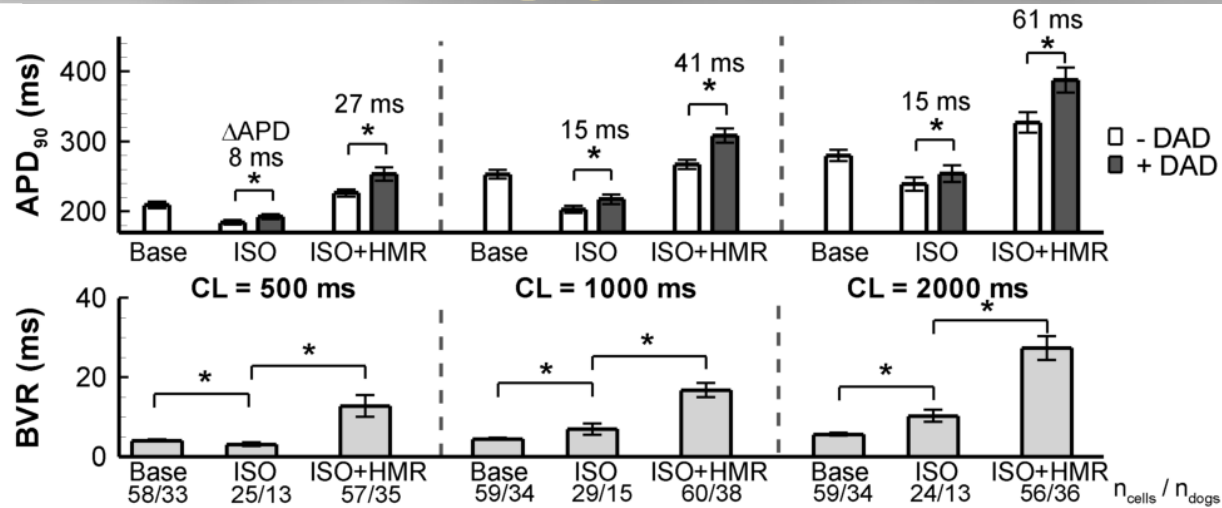 61 ms
41 ms
*
400
27 ms
*
APD90 (ms)
ΔAPD
8 ms
*
15 ms
*
15 ms
*
300
*
*
- DAD
+ DAD
200
Base ISO ISO+HMR Base ISO ISO+HMR Base ISO ISO+HMR
CL = 500 ms CL = 1000 ms CL = 2000 ms
40
*
BVR (ms)
20
*
*
*
*
*
0
Base ISO ISO+HMR Base ISO ISO+HMR Base ISO ISO+HMR
58/33 25/13 57/35 59/34 29/15 60/38 59/34 24/13 56/36 ncells / ndogs